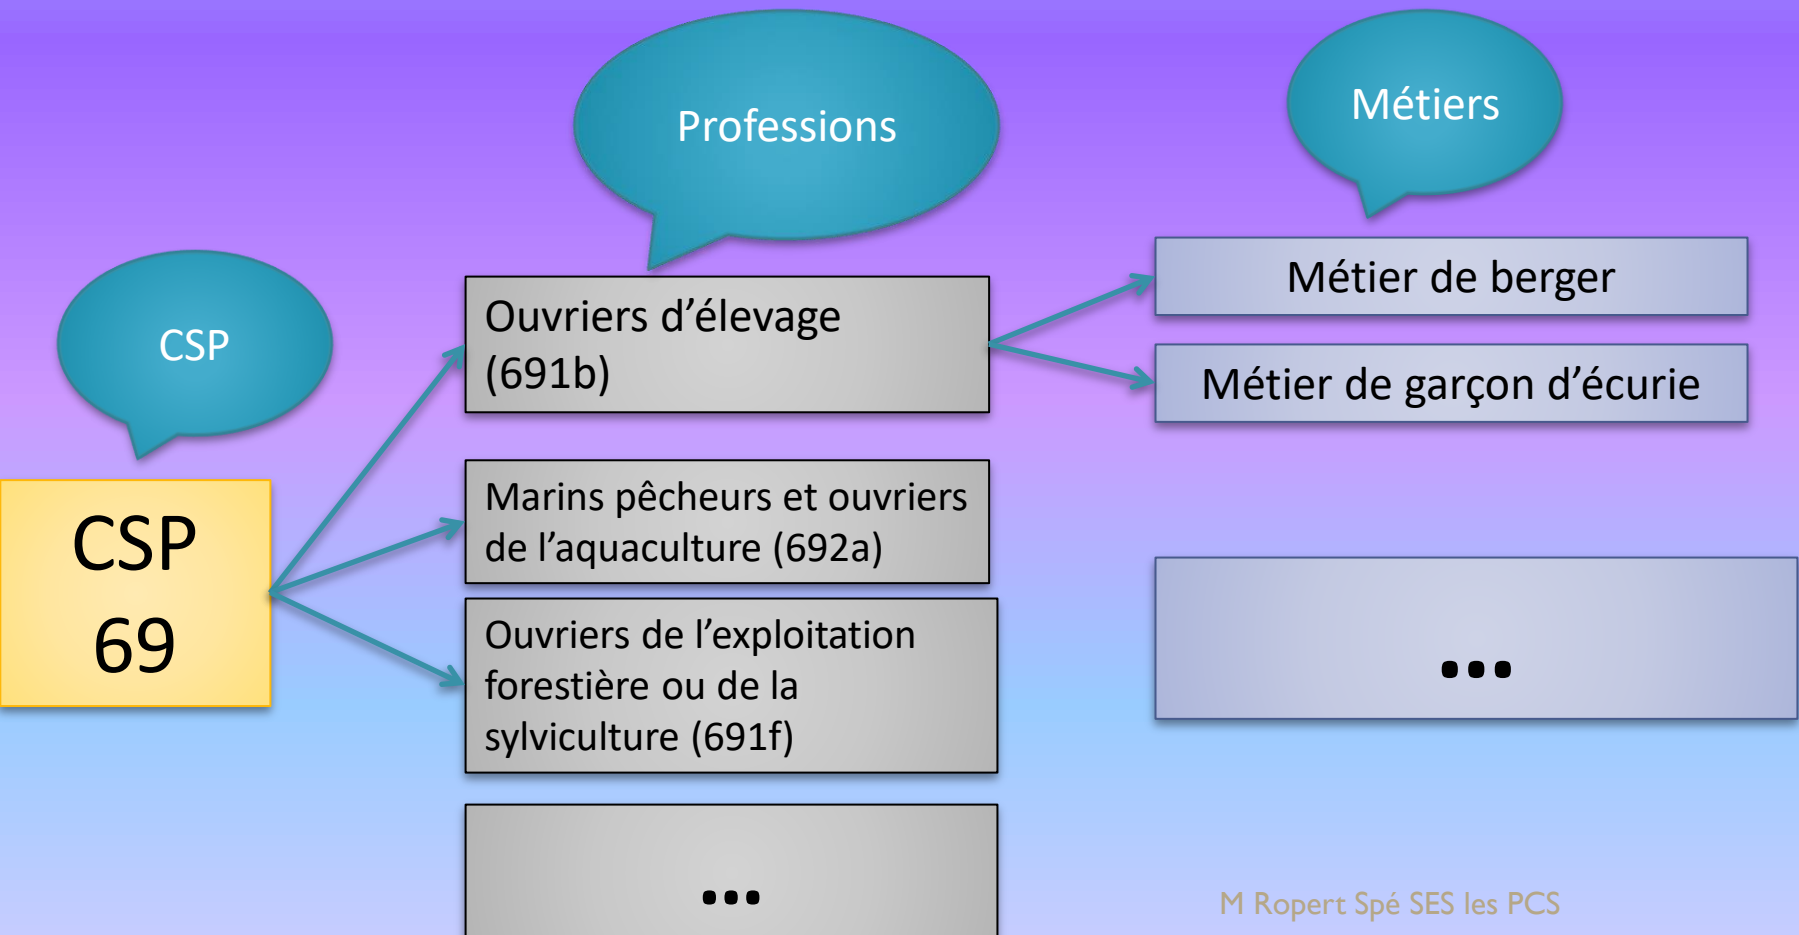 Professions
Métiers
CSP
CSP
69
Ouvriers d’élevage
(691b)
Marins pêcheurs et ouvriers
de l’aquaculture (692a)
Ouvriers de l’exploitation
forestière ou de la
sylviculture (691f)
...
Métier de berger
Métier de garçon d’écurie
...
M Ropert Spé SES les PCS